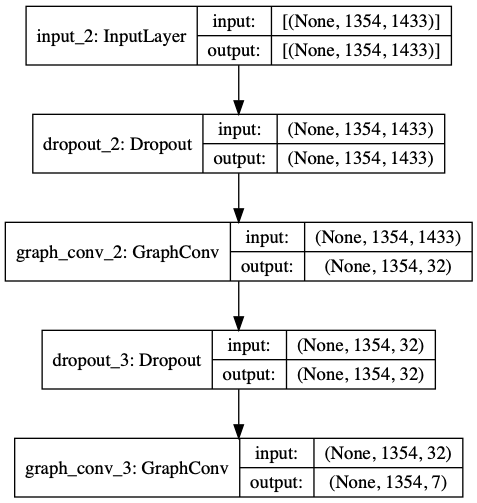 input_2: InputLayer
input: [(None, 1354, 1433)]
output: [(None, 1354, 1433)]
dropout_2: Dropout
input: (None, 1354, 1433)
output: (None, 1354, 1433)
graph_conv_2: GraphConv
input: (None, 1354, 1433)
output: (None, 1354, 32)
dropout_3: Dropout
input: (None, 1354, 32)
output: (None, 1354, 32)
graph_conv_3: GraphConv
input: (None, 1354, 32)
output: (None, 1354, 7)